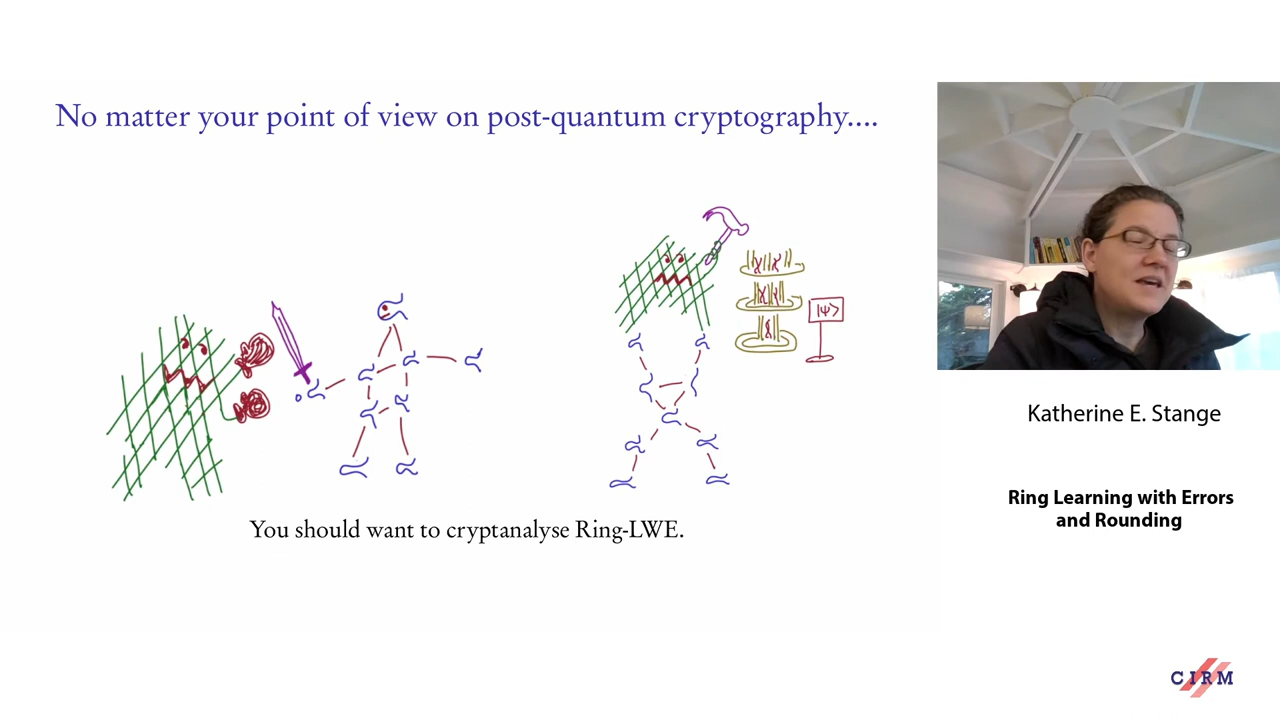 No matter your point of view on post-quantum cryptography....
|ψ⟩
You should want to cryptanalyse Ring-LWE.
Katherine E. Stange
Ring Learning with Errors
and Rounding
CIRM